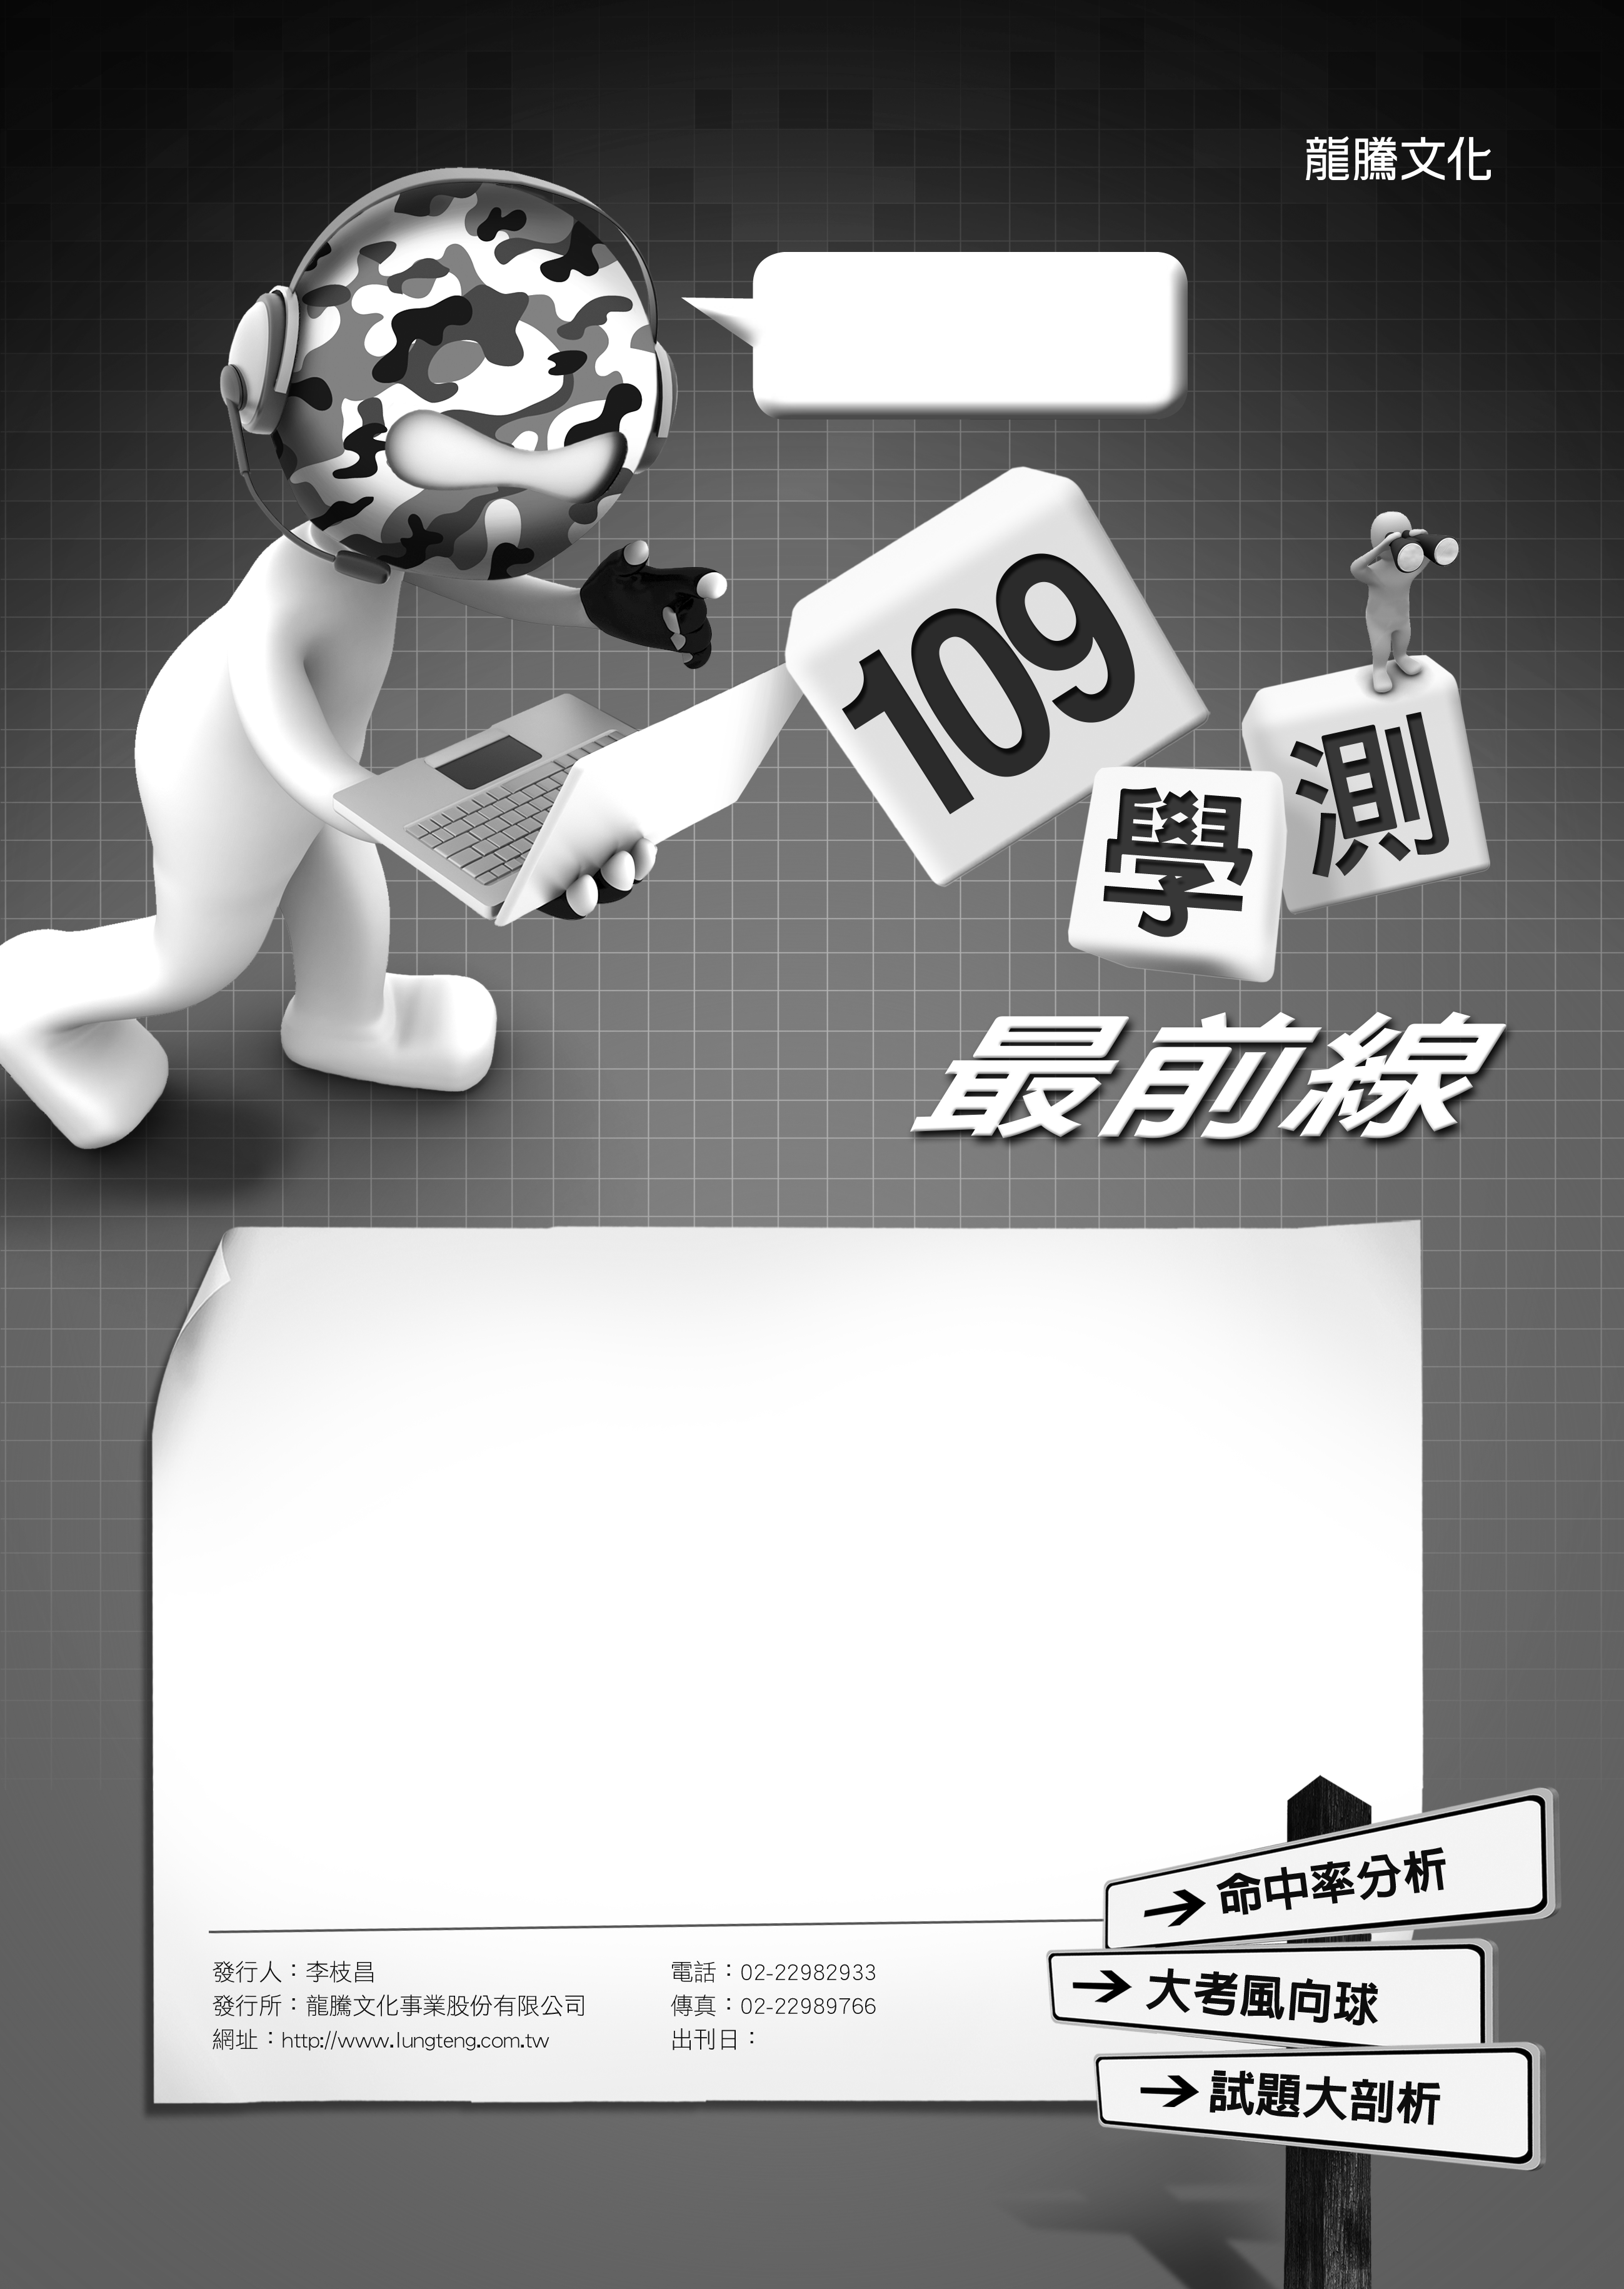 龍騰文化
109
學測
最前線
→命中率分析
→大考風向球
→試題大剖析
發行人：李枝昌
發行所：龍騰文化事業股份有限公司
網址：http://www.lungteng.com.tw
電話：02-22982933
傳真：02-22989766
出刊日：